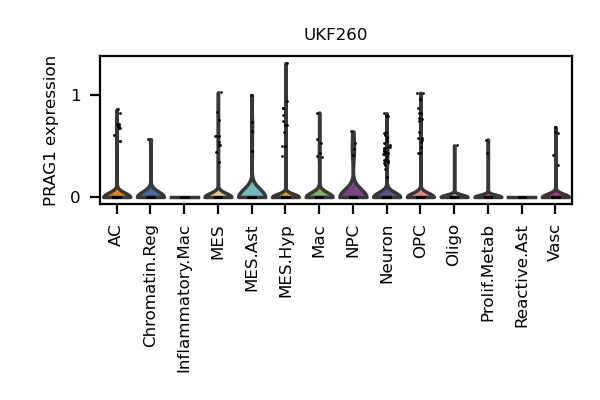 UKF260
PRAG1 expression
1
0
AC
Chromatin.Reg
Inflammatory.Mac
MES
MES.Ast
MES.Hyp
Mac
NPC
Neuron
OPC
Oligo
Prolif.Metab
Reactive.Ast
Vasc